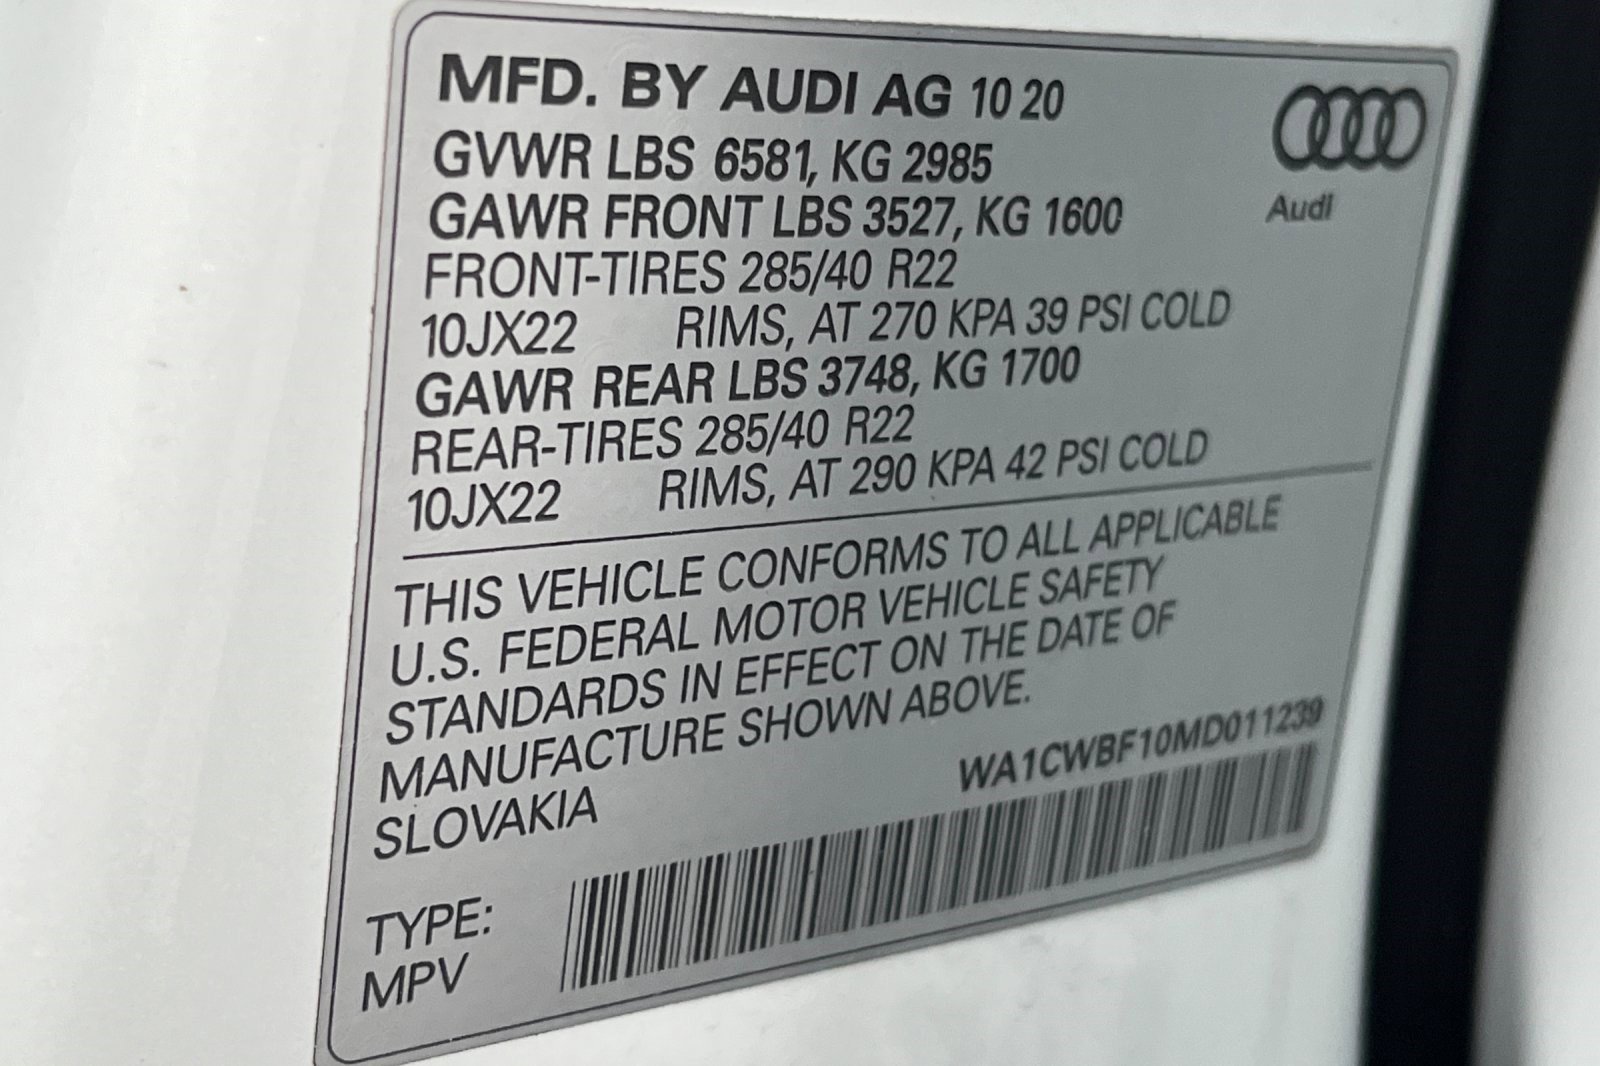 MFD. BY AUDI AG 10 20
GVWR LBS 6581, KG 2985
GAWR FRONT LBS 3527, KG 1600
FRONT-TIRES 285/40 R22
10JX22 RIMS, AT 270 KPA 39 PSI COLD
GAWR REAR LBS 3748, KG 1700
REAR-TIRES 285/40 R22
10JX22 RIMS, AT 290 KPA 42 PSI COLD
Audi
THIS VEHICLE CONFORMS TO ALL APPLICABLE
U.S. FEDERAL MOTOR VEHICLE SAFETY
STANDARDS IN EFFECT ON THE DATE OF
MANUFACTURE SHOWN ABOVE.
SLOVAKIA
WA1CWBF10MD011239
TYPE:
MPV